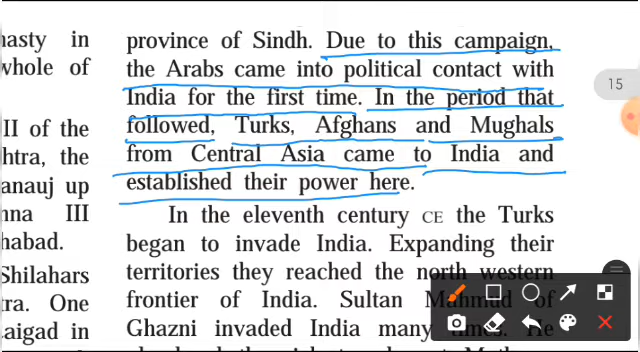 nasty in
whole of
II of the
htra, the
anauj up
nna III
habad.
Shilahars
tra. One
aigad in
province of Sindh. Due to this campaign,
the Arabs came into political contact with
India for the first time. In the period that
followed, Turks, Afghans and Mughals
from Central Asia came to India and
established their power here.
In the eleventh century CE the Turks
began to invade India. Expanding their
territories they reached the north western
frontier of India. Sultan Mahmud of
Ghazni invaded India many times. He
15